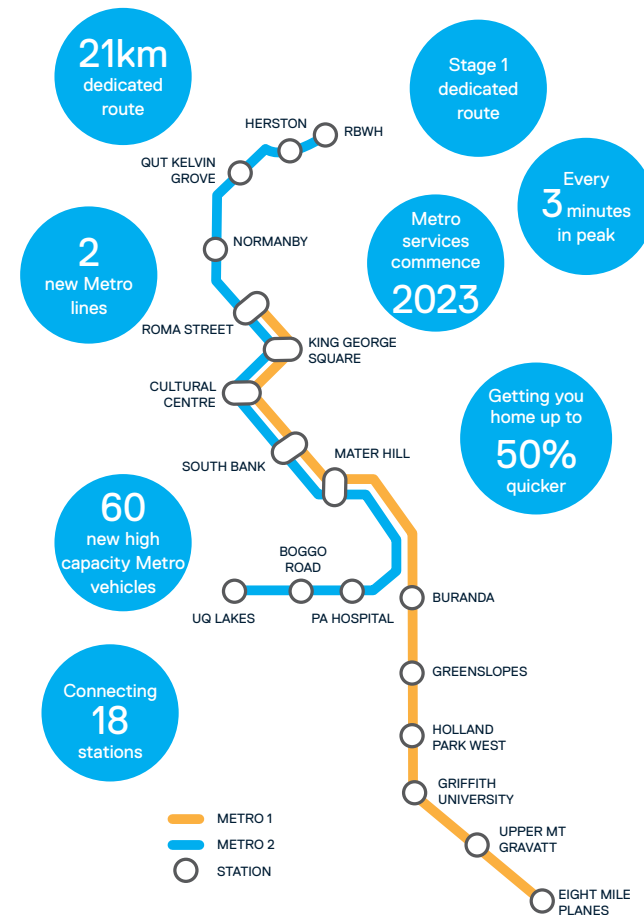 21km
dedicated
route
Stage 1
dedicated
route
HERSTON
RBWH
QUT KELVIN
GROVE
Every
3 minutes
in peak
2
new Metro
lines
NORMANBY
Metro
services
commence
2023
ROMA STREET
KING GEORGE
SQUARE
CULTURAL
CENTRE
Getting you
home up to
50%
quicker
SOUTH BANK
MATER HILL
60
new high
capacity Metro
vehicles
BOGGO
ROAD
UQ LAKES
PA HOSPITAL
BURANDA
Connecting
18
stations
GREENSLOPES
HOLLAND
PARK WEST
GRIFFITH
UNIVERSITY
METRO 1
METRO 2
STATION
UPPER MT
GRAVATT
EIGHT MILE
PLANES